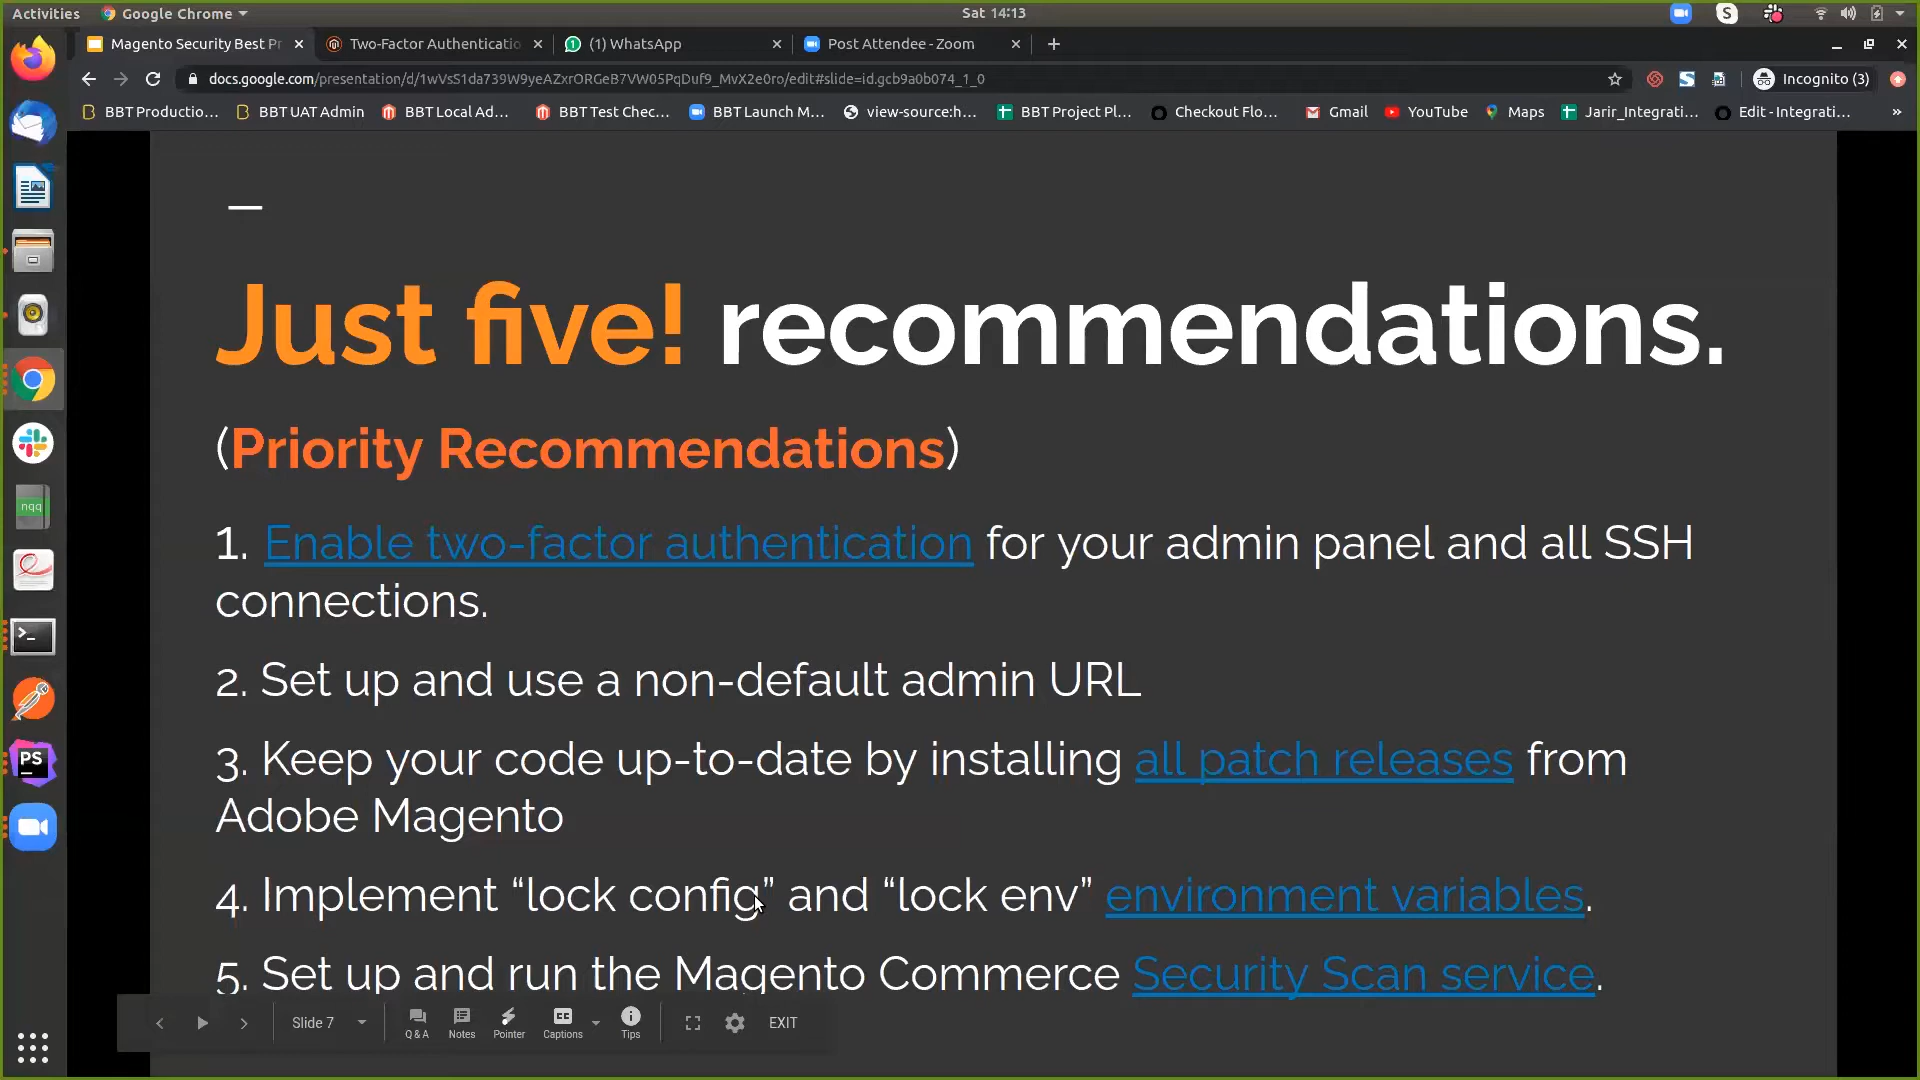 Activities Google Chrome Sat 14:13
Magento Security Best Pr Two-Factor Authenticatio (1) WhatsApp Post Attendee - Zoom
docs.google.com/presentation/d/1wVsS1da739W9yeAZxrORGeB7VW05PqDuf9_MvX2e0ro/edit#slide=id.gcb9a0b074_1_0 Incognito (3)
BBT Productio... BBT UAT Admin BBT Local Ad... BBT Test Chec... BBT Launch M... view-source:h... BBT Project Pl... Checkout Flo... Gmail YouTube Maps Jarir_Integrati... Edit - Integrati... »
Just five! recommendations.
(Priority Recommendations)
1. Enable two-factor authentication for your admin panel and all SSH
connections.
2. Set up and use a non-default admin URL
3. Keep your code up-to-date by installing all patch releases from
Adobe Magento
4. Implement “lock config” and “lock env” environment variables.
5. Set up and run the Magento Commerce Security Scan service.
Slide 7 Q & A Notes Pointer Captions Tips EXIT
nqq
PS